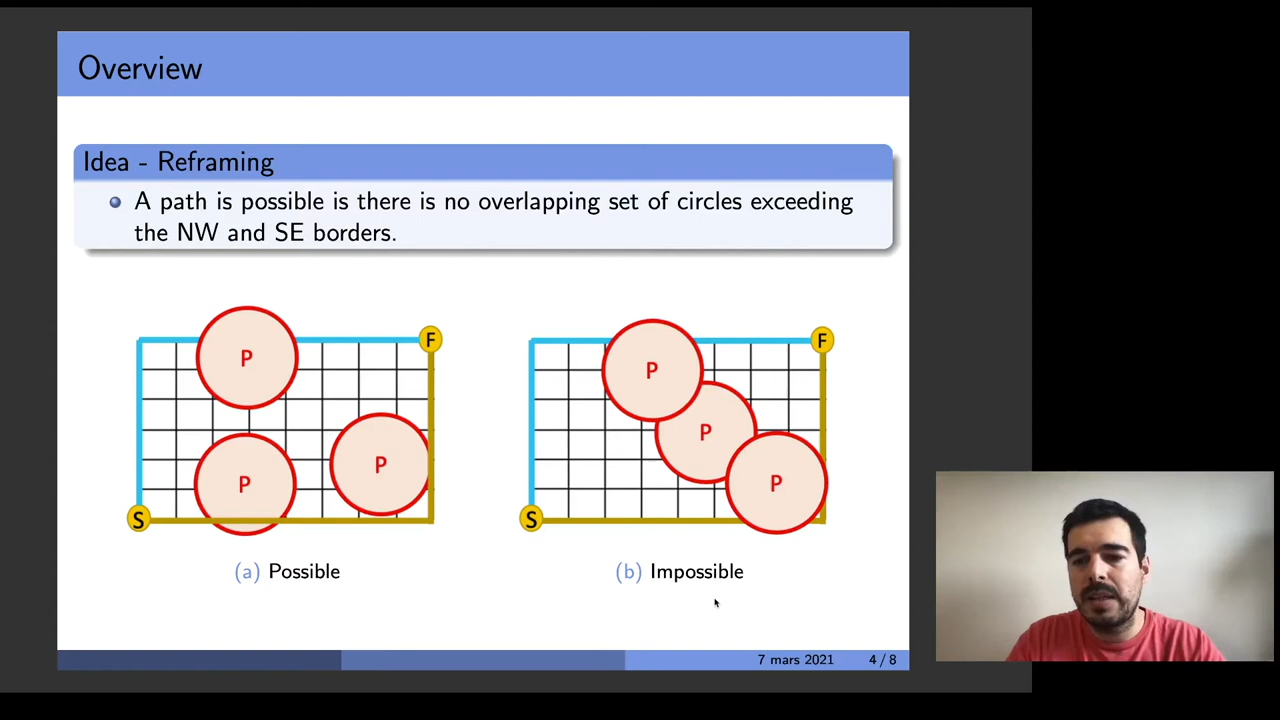 Overview
Idea - Reframing
A path is possible is there is no overlapping set of circles exceeding
the NW and SE borders.
P
F
P
P
S
(a) Possible
P
F
P
P
S
(b) Impossible
7 mars 2021 4 / 8